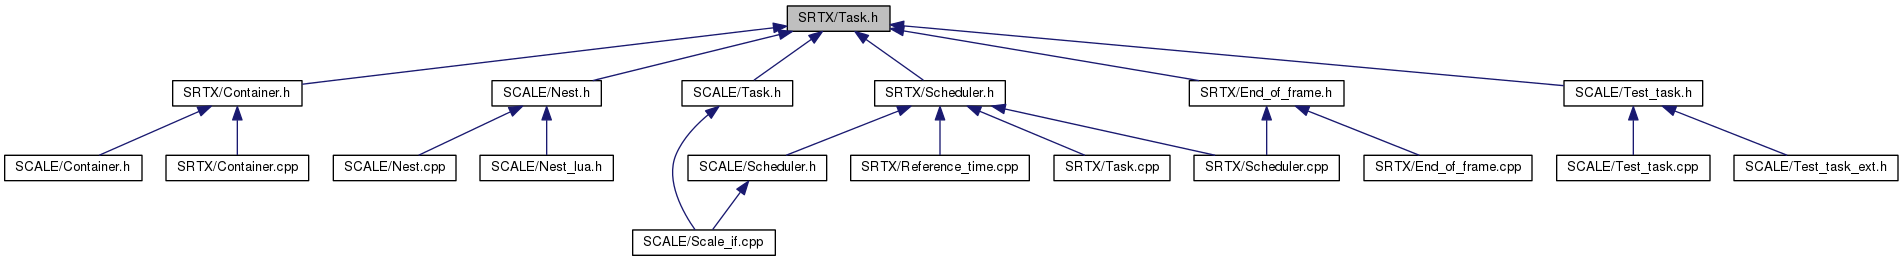 SRTX/Task.h
SRTX/Container.h
SCALE/Nest.h
SCALE/Task.h
SRTX/Scheduler.h
SRTX/End_of_frame.h
SCALE/Test_task.h
SCALE/Container.h
SRTX/Container.cpp
SCALE/Nest.cpp
SCALE/Nest_lua.h
SCALE/Scheduler.h
SRTX/Reference_time.cpp
SRTX/Task.cpp
SRTX/Scheduler.cpp
SRTX/End_of_frame.cpp
SCALE/Test_task.cpp
SCALE/Test_task_ext.h
SCALE/Scale_if.cpp